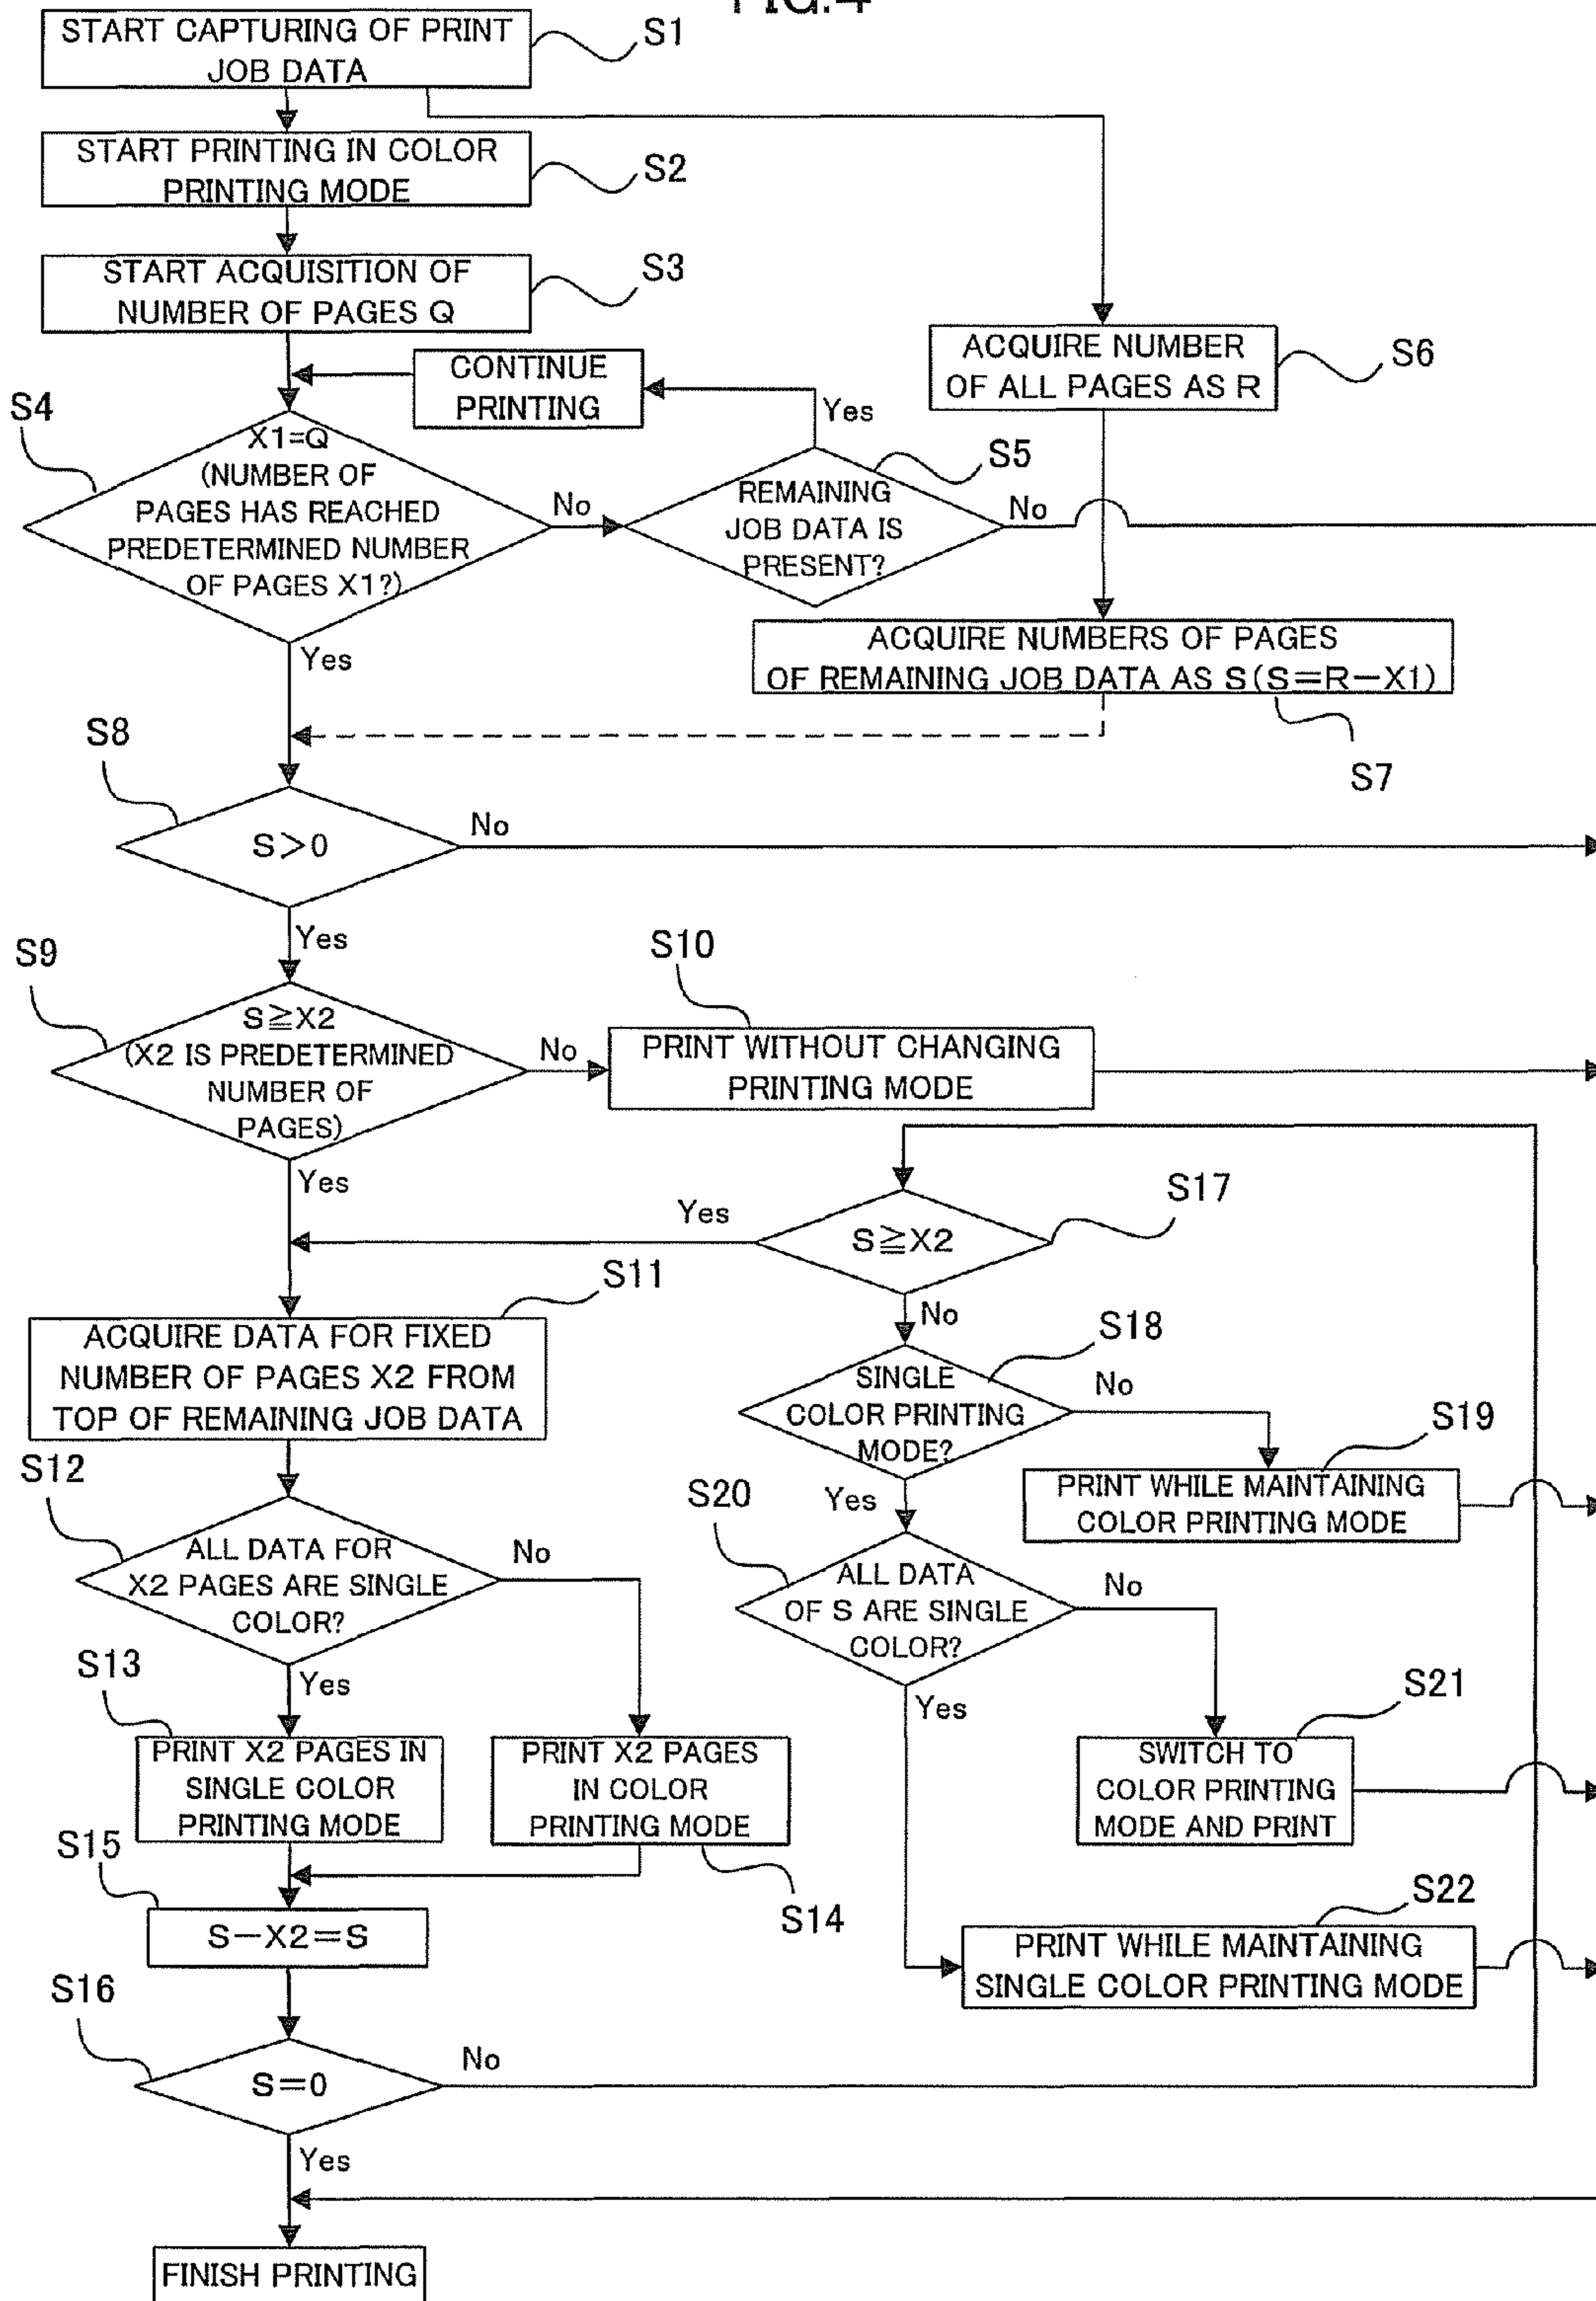 FIG.4
START CAPTURING OF PRINT
JOB DATA
S1
START PRINTING IN COLOR
PRINTING MODE
S2
START ACQUISITION OF
NUMBER OF PAGES Q
S3
CONTINUE
PRINTING
ACQUIRE NUMBER
OF ALL PAGES AS R
S6
S4
X1=Q
(NUMBER OF
PAGES HAS REACHED
PREDETERMINED NUMBER
OF PAGES X1?)
No
Yes
Yes
S5
REMAINING
JOB DATA IS
PRESENT?
No
ACQUIRE NUMBERS OF PAGES
OF REMAINING JOB DATA AS S(S=R-X1)
S7
S8
S>0
No
Yes
S9
S≧X2
(X2 IS PREDETERMINED
NUMBER OF
PAGES)
No
Yes
S10
PRINT WITHOUT CHANGING
PRINTING MODE
S17
S≧X2
Yes
No
S11
ACQUIRE DATA FOR FIXED
NUMBER OF PAGES X2 FROM
TOP OF REMAINING JOB DATA
S18
SINGLE
COLOR PRINTING
MODE?
No
Yes
S19
PRINT WHILE MAINTAINING
COLOR PRINTING MODE
S12
ALL DATA FOR
X2 PAGES ARE SINGLE
COLOR?
No
Yes
S20
ALL DATA
OF S ARE SINGLE
COLOR?
No
Yes
S13
PRINT X2 PAGES IN
SINGLE COLOR
PRINTING MODE
PRINT X2 PAGES
IN COLOR
PRINTING MODE
S14
S21
SWITCH TO
COLOR PRINTING
MODE AND PRINT
S15
S-X2=S
S22
PRINT WHILE MAINTAINING
SINGLE COLOR PRINTING MODE
S16
S=0
No
Yes
FINISH PRINTING